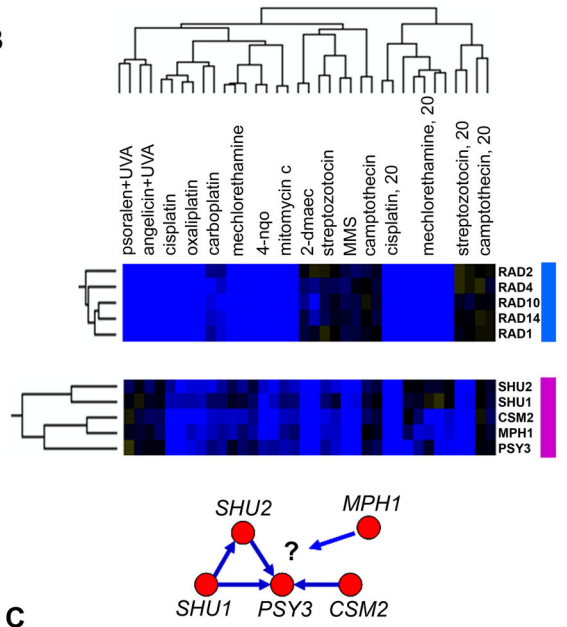 B
psoralen+UVA
angelicin+UVA
cisplatin
oxaliplatin
carboplatin
mechlorethamine
4-nqo
mitomycin c
2-dmaec
streptozotocin
MMS
camptothecin
cisplatin, 20
mechlorethamine, 20
streptozotocin, 20
camptothecin, 20
RAD2
RAD4
RAD10
RAD14
RAD1
SHU2
SHU1
CSM2
MPH1
PSY3
SHU2
MPH1
?
SHU1 PSY3 CSM2
C